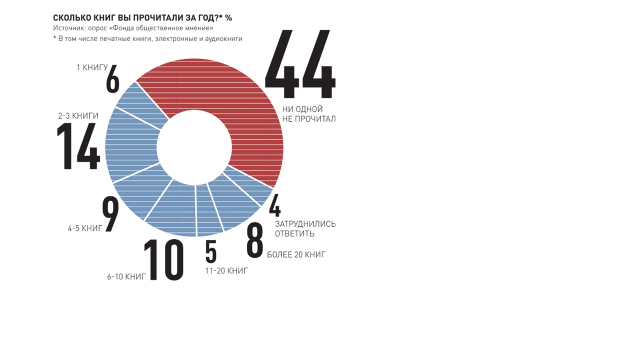 СКОЛЬКО КНИГ ВЫ ПРОЧИТАЛИ ЗА ГОД?* %
Источник: опрос «Фонда общественное мнение»
* В том числе печатные книги, электронные и аудиокниги
44
НИ ОДНОЙ
НЕ ПРОЧИТАЛ
1 КНИГУ
6
2-3 КНИГИ
14
9
4-5 КНИГ
10
6-10 КНИГ
5
11-20 КНИГ
8
БОЛЕЕ 20 КНИГ
4
ЗАТРУДНИЛИСЬ
ОТВЕТИТЬ